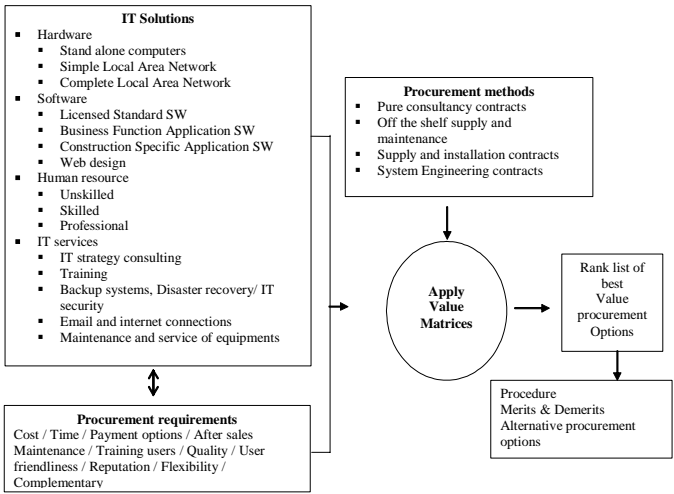 IT Solutions
▪ Hardware
▪ Stand alone computers
▪ Simple Local Area Network
▪ Complete Local Area Network
▪ Software
▪ Licensed Standard SW
▪ Business Function Application SW
▪ Construction Specific Application SW
▪ Web design
▪ Human resource
▪ Unskilled
▪ Skilled
▪ Professional
▪ IT services
▪ IT strategy consulting
▪ Training
▪ Backup systems, Disaster recovery/ IT
security
▪ Email and internet connections
▪ Maintenance and service of equipments
Procurement requirements
Cost / Time / Payment options / After sales
Maintenance / Training users / Quality / User
friendliness / Reputation / Flexibility /
Complementary
Procurement methods
▪ Pure consultancy contracts
▪ Off the shelf supply and
maintenance
▪ Supply and installation contracts
▪ System Engineering contracts
Apply
Value
Matrices
Rank list of
best
Value
procurement
Options
Procedure
Merits & Demerits
Alternative procurement
options